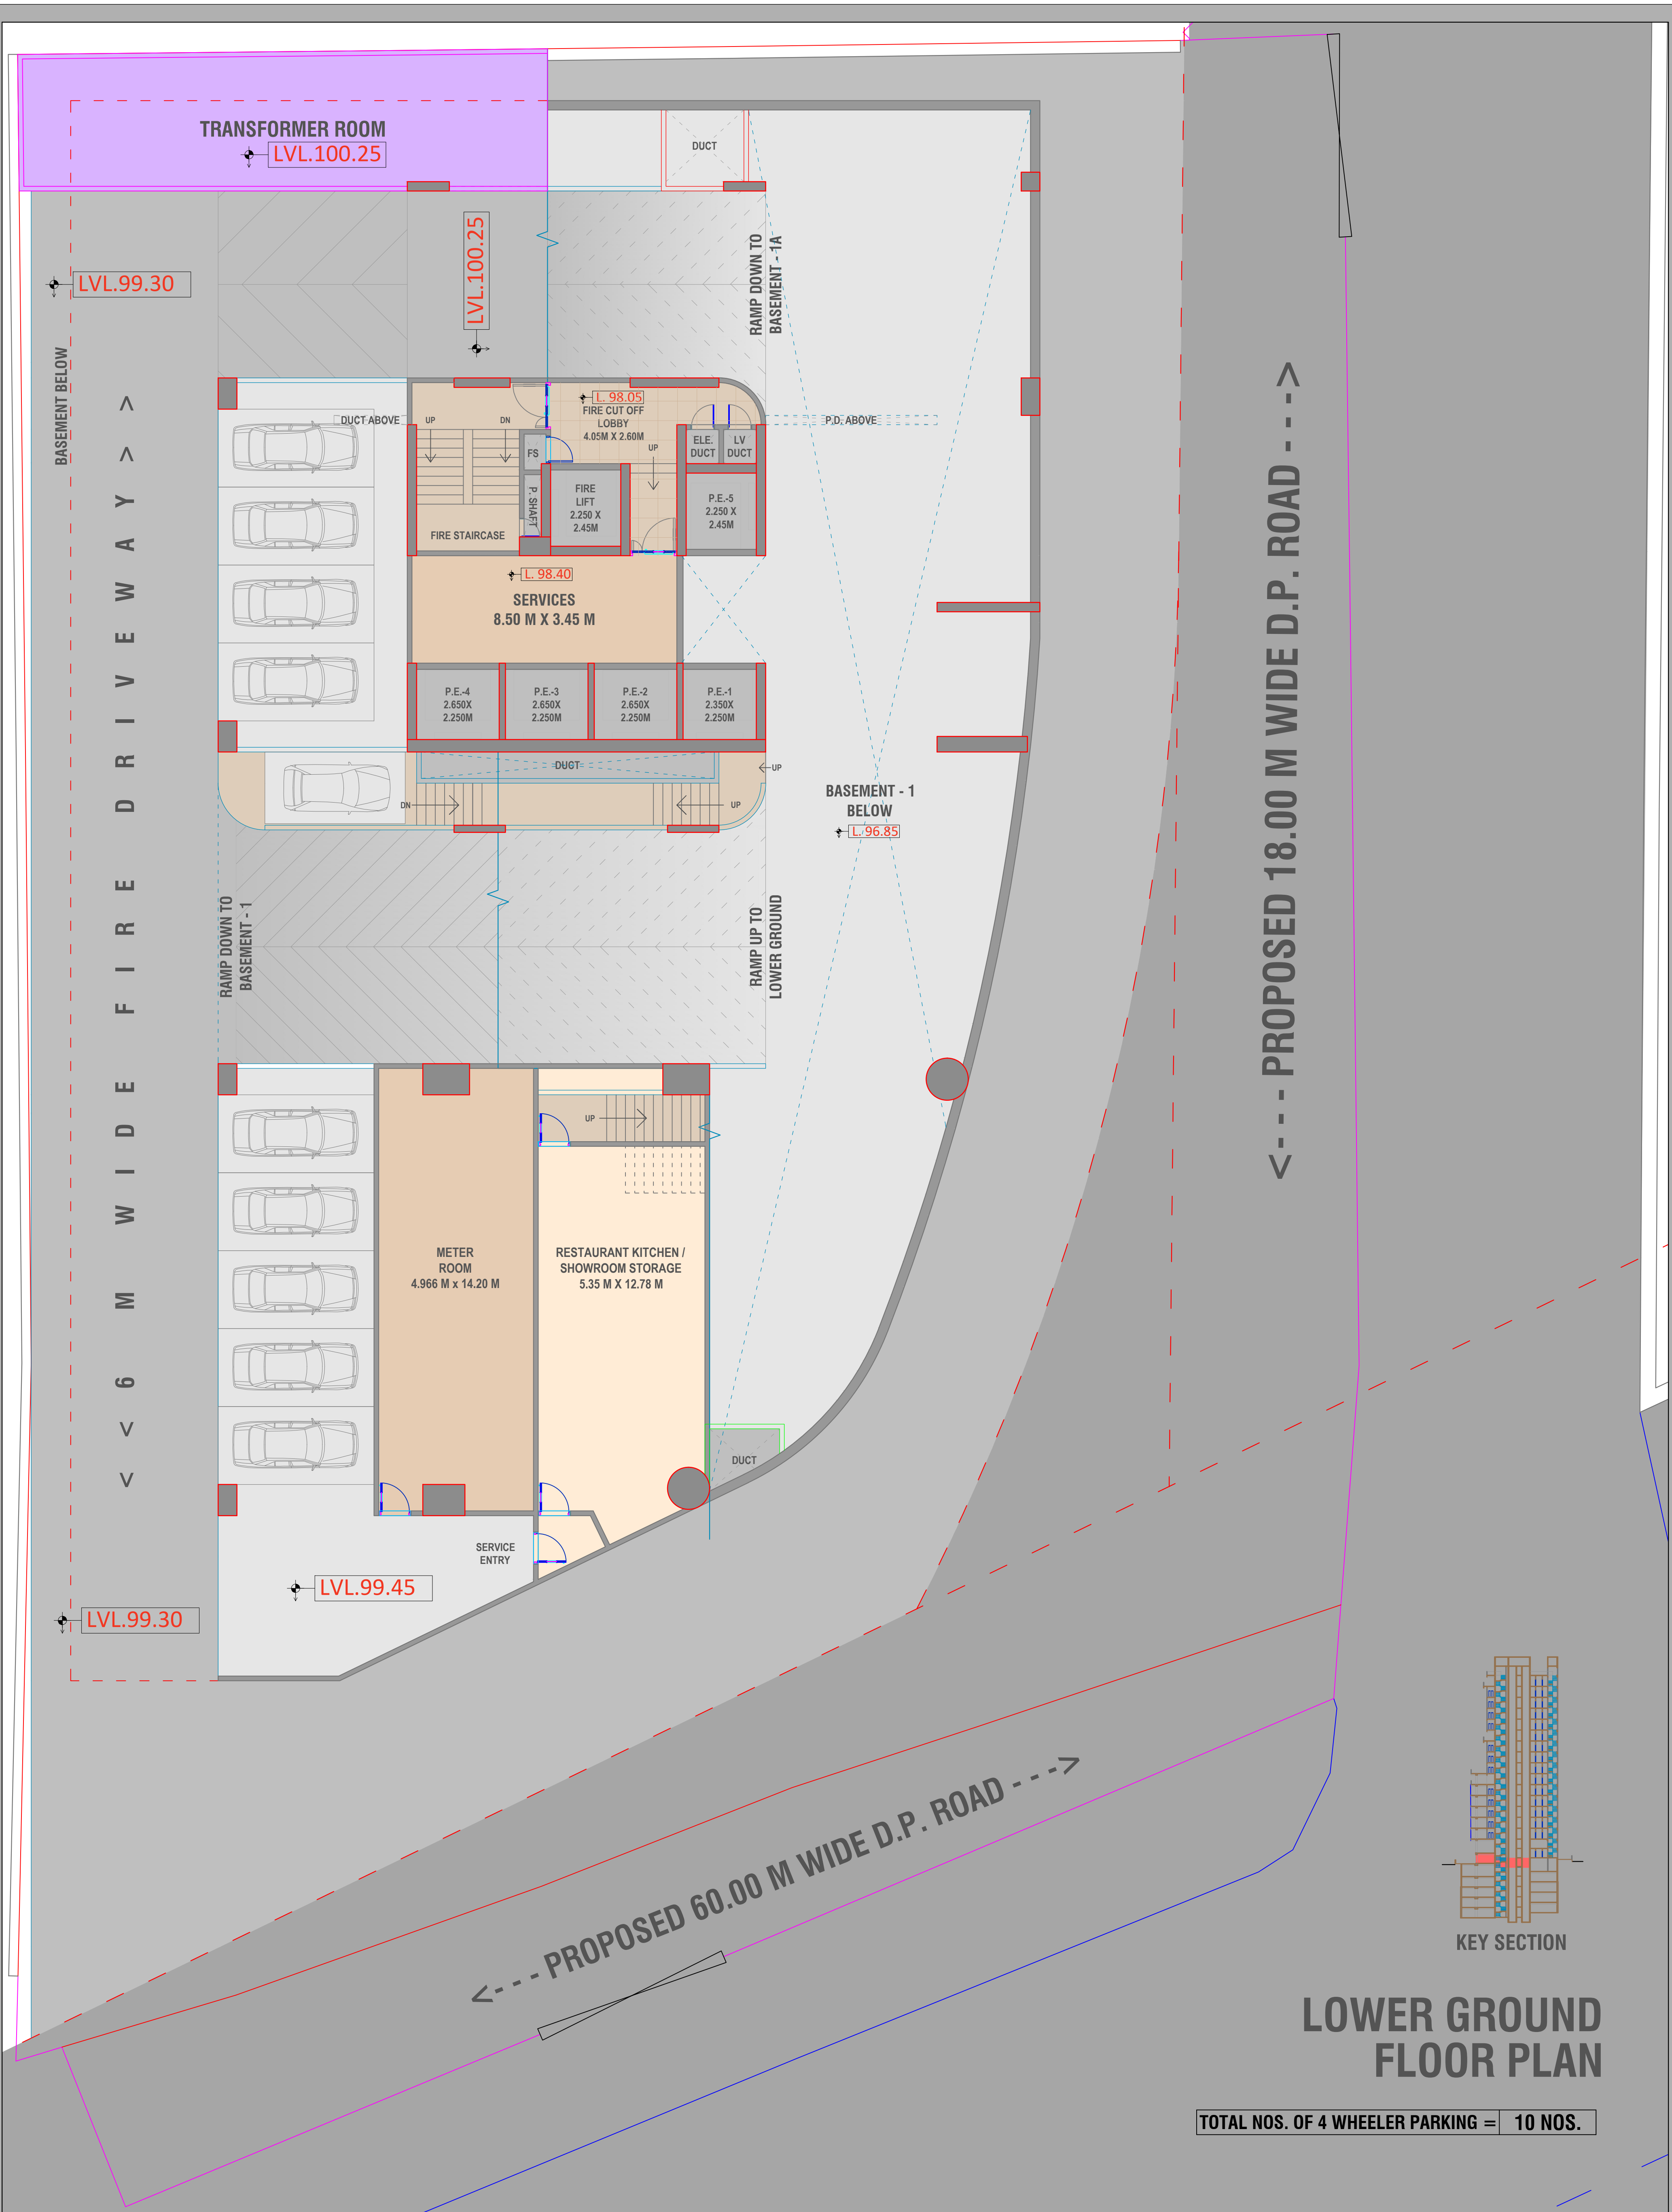 TRANSFORMER ROOM
LVL.100.25
DUCT
LVL.100.25
RAMP DOWN TO
BASEMENT - 1A
LVL.99.30
BASEMENT BELOW
<< 6 M WIDE FIRE DRIVEWAY >>
DUCT ABOVE
UP
DN
L. 98.05
FIRE CUT OFF
LOBBY
4.05M X 2.60M
UP
FS
P. SHAFT
ELE.
DUCT
LV
DUCT
P.D. ABOVE
FIRE
LIFT
2.250 X
2.45M
P.E.-5
2.250 X
2.45M
FIRE STAIRCASE
L. 98.40
SERVICES
8.50 M X 3.45 M
P.E.-4
2.650X
2.250M
P.E.-3
2.650X
2.250M
P.E.-2
2.650X
2.250M
P.E.-1
2.350X
2.250M
DUCT
UP
DN
UP
BASEMENT - 1
BELOW
L. 96.85
RAMP DOWN TO
BASEMENT - 1
RAMP UP TO
LOWER GROUND
<- - - PROPOSED 18.00 M WIDE D.P. ROAD - - - ->
UP
METER
ROOM
4.966 M x 14.20 M
RESTAURANT KITCHEN /
SHOWROOM STORAGE
5.35 M X 12.78 M
DUCT
SERVICE
ENTRY
LVL.99.45
LVL.99.30
<- - - - PROPOSED 60.00 M WIDE D.P. ROAD - - - ->
KEY SECTION
LOWER GROUND
FLOOR PLAN
TOTAL NOS. OF 4 WHEELER PARKING = 10 NOS.